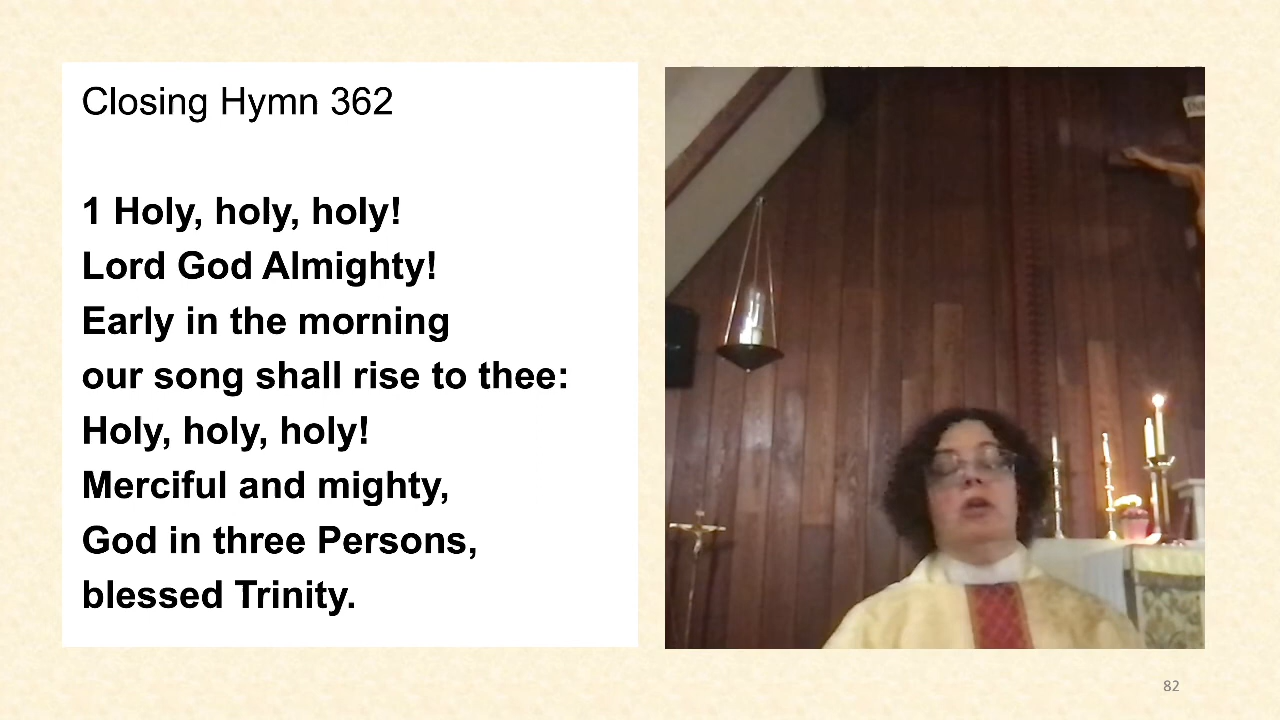 Closing Hymn 362
1 Holy, holy, holy!
Lord God Almighty!
Early in the morning
our song shall rise to thee:
Holy, holy, holy!
Merciful and mighty,
God in three Persons,
blessed Trinity.
82